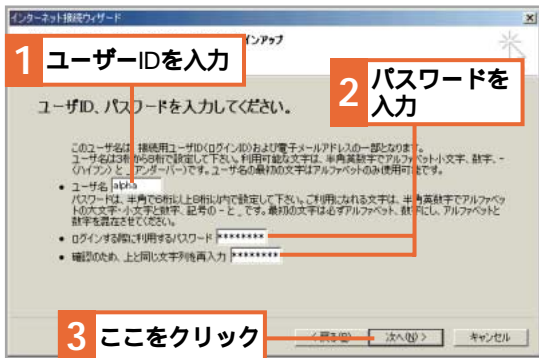 インターネット接続ウィザード
インアップ
1 ユーザーIDを入力
2 パスワードを
入力
ユーザID、パスワードを入力してください。
このユーザ名は、接続用ユーザID(ログインID)および電子メールアドレスの一部となります。
ユーザ名は3桁から8桁で設定して下さい。利用可能な文字は、半角英数字でアルファベット小文字、数字、-
(ハイフン)と_(アンダーバー)です。ユーザ名の最初の文字はアルファベットのみ使用可能です。
• ユーザ名 alpha
パスワードは、半角で6桁以上8桁以内で設定して下さい。ご利用になれる文字は、半角英数字でアルファベッ
トの大文字・小文字と数字、記号の - と _ です。最初の文字は必ずアルファベット、数字にし、アルファベットと
数字を混在させてください。
• ログインする際に利用するパスワード ********
• 確認のため、上と同じ文字列を再入力 ********
3 ここをクリック
< 戻る(B) 次へ(N) > キャンセル